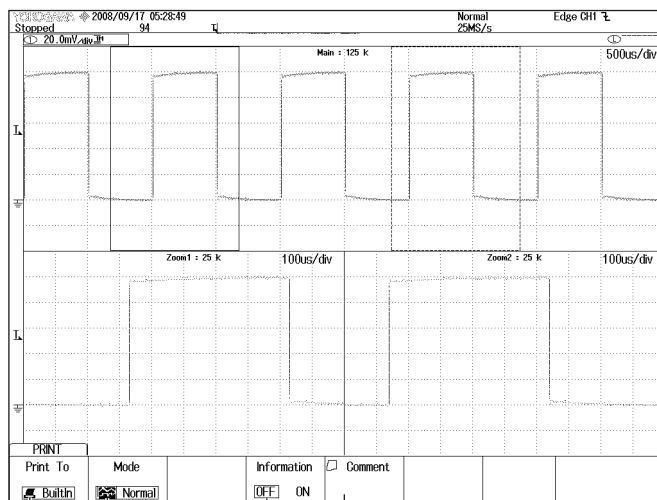 YOKOGAWA 2008/09/17 05:28:49 Normal Edge CH1
Stopped 94 25MS/s
① 20.0mV/div ①
Main : 125 k 500us/div
Zoom1 : 25 k 100us/div Zoom2 : 25 k 100us/div
PRINT
Print To Mode Information Comment
BuiltIn Normal OFF ON